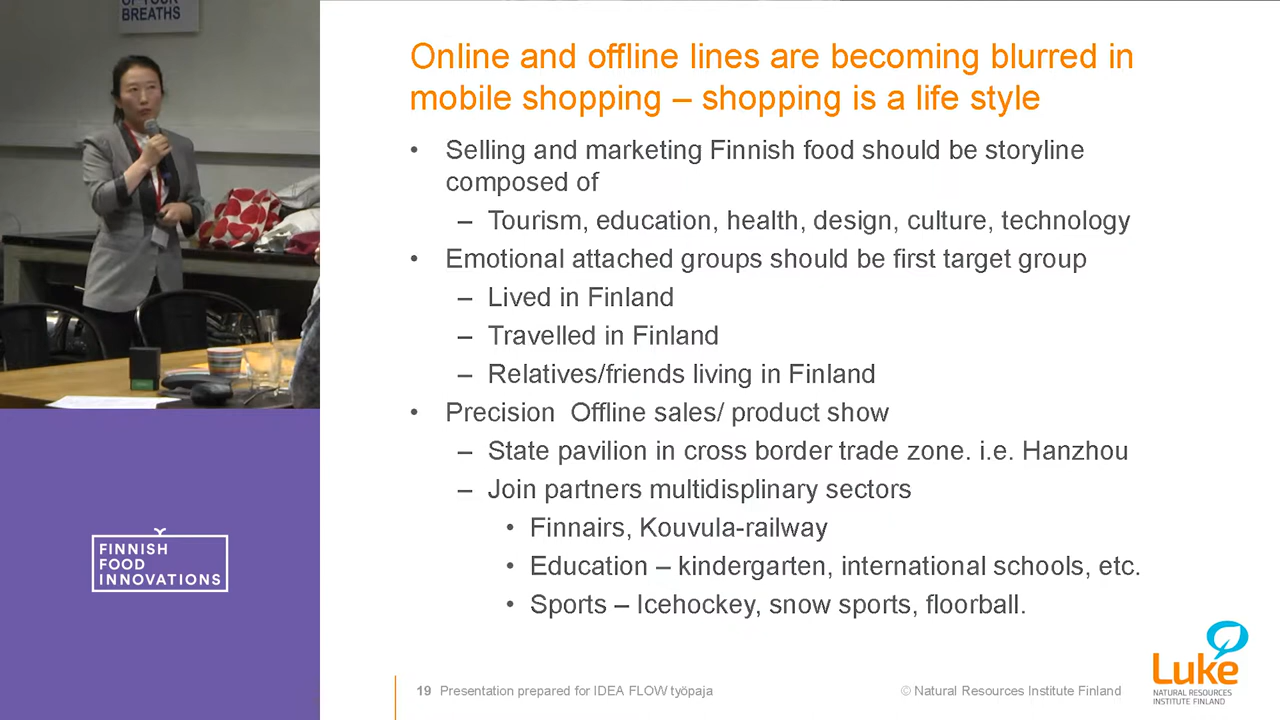 BREATHS
Online and offline lines are becoming blurred in
mobile shopping – shopping is a life style
• Selling and marketing Finnish food should be storyline
composed of
– Tourism, education, health, design, culture, technology
• Emotional attached groups should be first target group
– Lived in Finland
– Travelled in Finland
– Relatives/friends living in Finland
• Precision  Offline sales/ product show
– State pavilion in cross border trade zone. i.e. Hanzhou
– Join partners multidisplinary sectors
• Finnairs, Kouvula-railway
• Education – kindergarten, international schools, etc.
• Sports – Icehockey, snow sports, floorball.
FINNISH
FOOD
INNOVATIONS
19 Presentation prepared for IDEA FLOW työpaja
© Natural Resources Institute Finland
Luke
NATURAL RESOURCES
INSTITUTE FINLAND